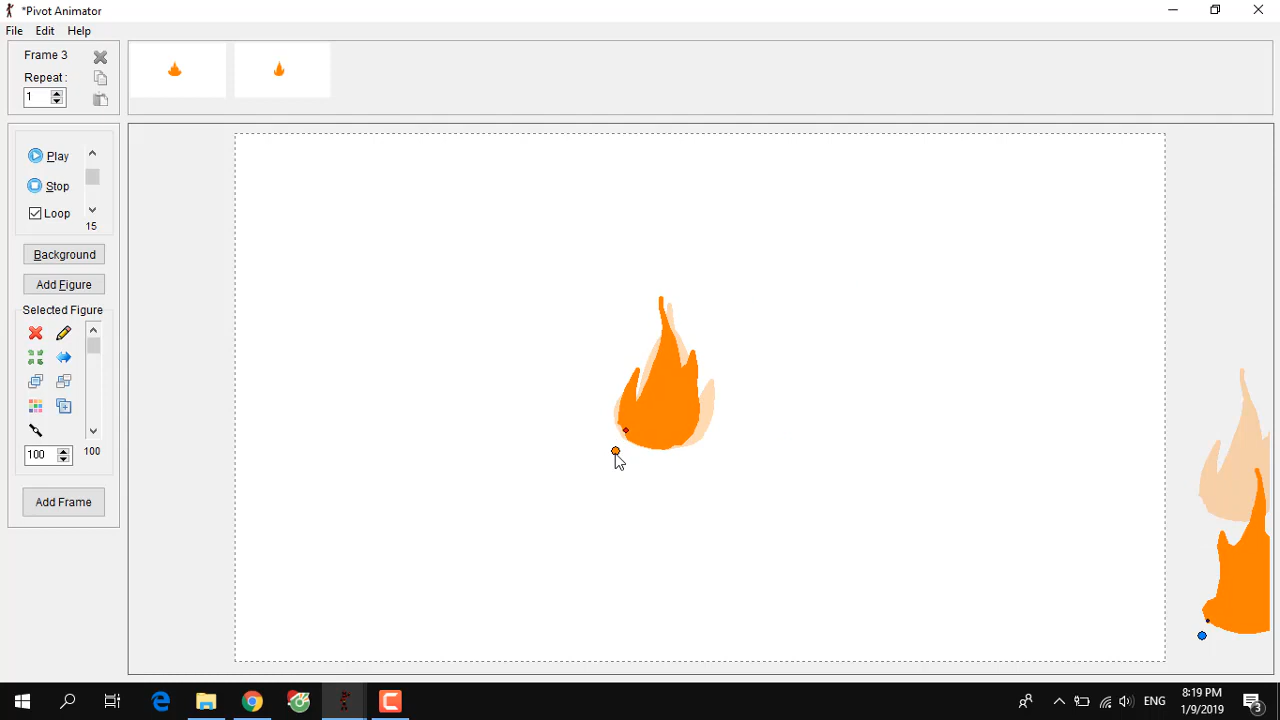 *Pivot Animator
File Edit Help
Frame 3
Repeat:
1
Play
Stop
Loop
15
Background
Add Figure
Selected Figure
100
100
Add Frame
ENG
8:19 PM
1/9/2019
3